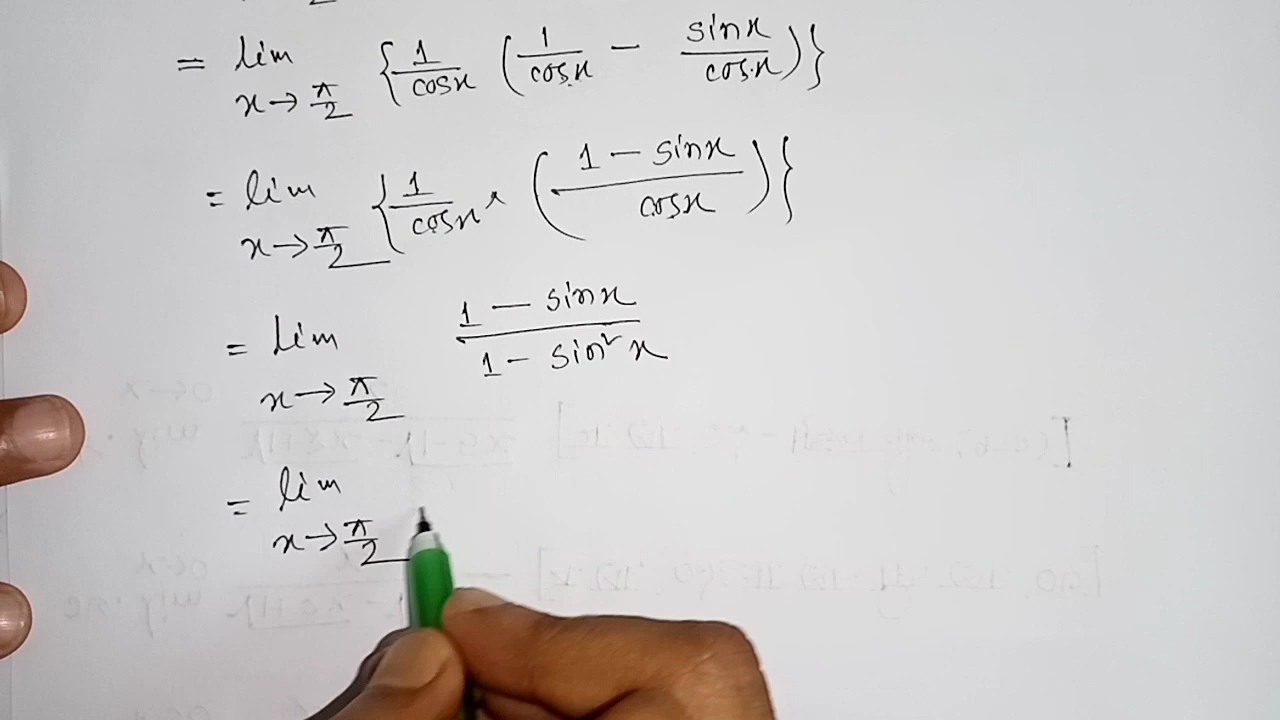 = lim x→π/2 {1/cosx (1/cosx − sinx/cosx)}
= lim x→π/2 {1/cosx × (1 − sinx/cosx)}
= lim x→π/2 1 − sinx/1 − sin²x
= lim x→π/2